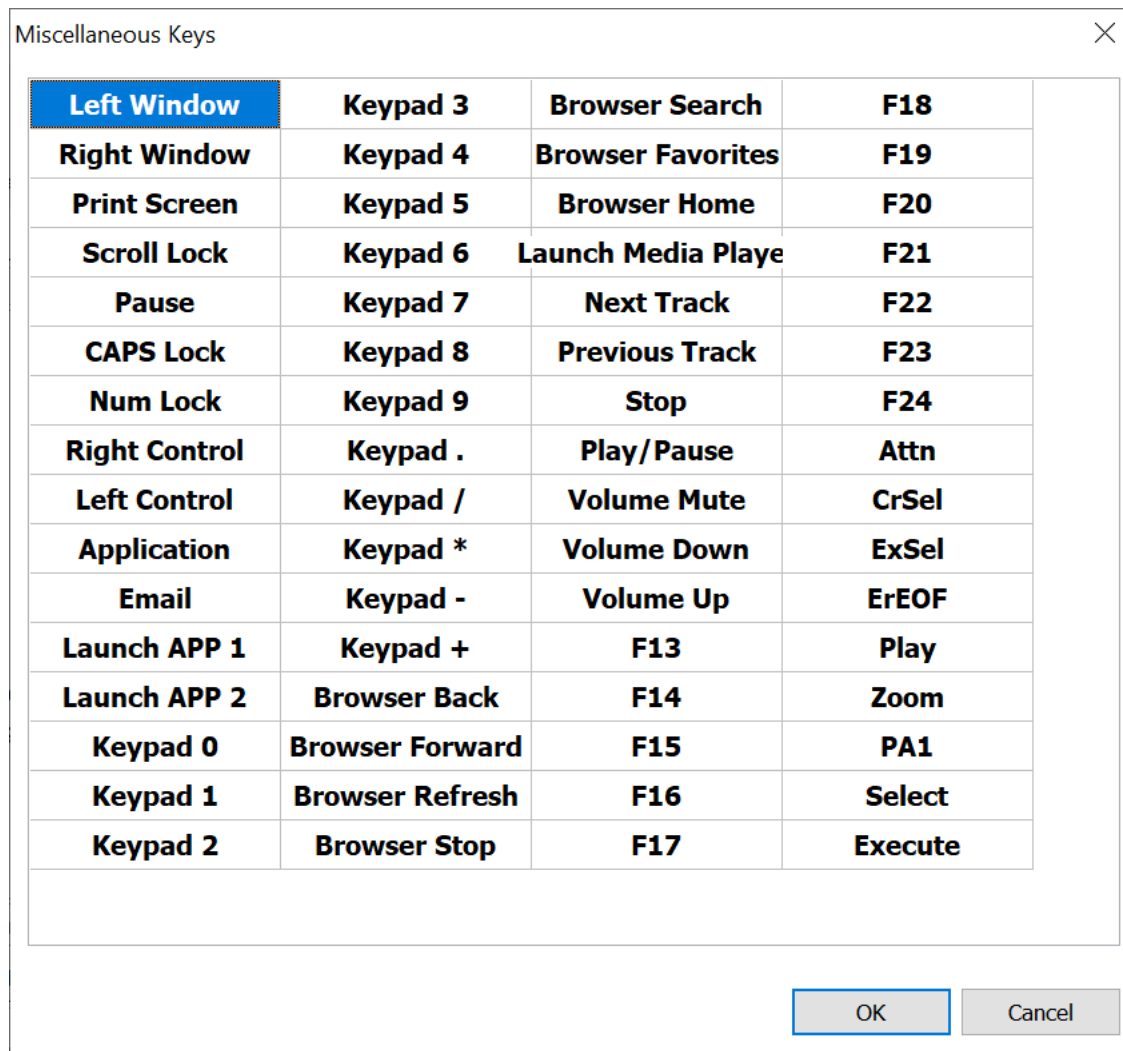 Miscellaneous Keys
Left Window Keypad 3 Browser Search F18
Right Window Keypad 4 Browser Favorites F19
Print Screen Keypad 5 Browser Home F20
Scroll Lock Keypad 6 Launch Media Playe F21
Pause Keypad 7 Next Track F22
CAPS Lock Keypad 8 Previous Track F23
Num Lock Keypad 9 Stop F24
Right Control Keypad . Play/Pause Attn
Left Control Keypad / Volume Mute CrSel
Application Keypad * Volume Down ExSel
Email Keypad - Volume Up ErEOF
Launch APP 1 Keypad + F13 Play
Launch APP 2 Browser Back F14 Zoom
Keypad 0 Browser Forward F15 PA1
Keypad 1 Browser Refresh F16 Select
Keypad 2 Browser Stop F17 Execute
OK Cancel